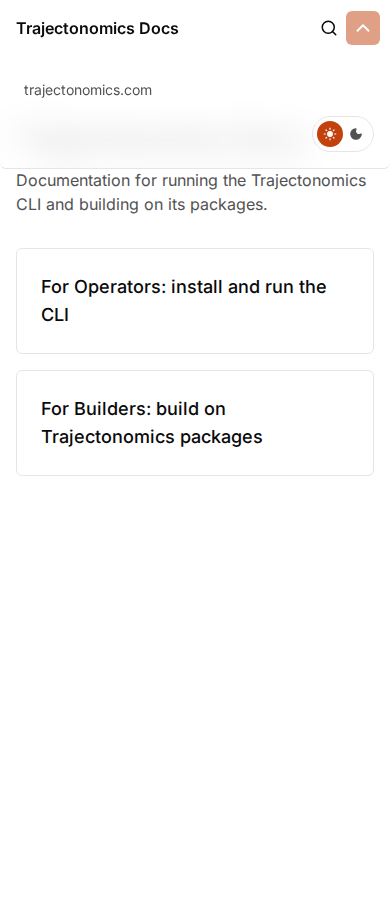 Trajectonomics Docs
trajectonomics.com
Documentation for running the Trajectonomics
CLI and building on its packages.
For Operators: install and run the
CLI
For Builders: build on
Trajectonomics packages